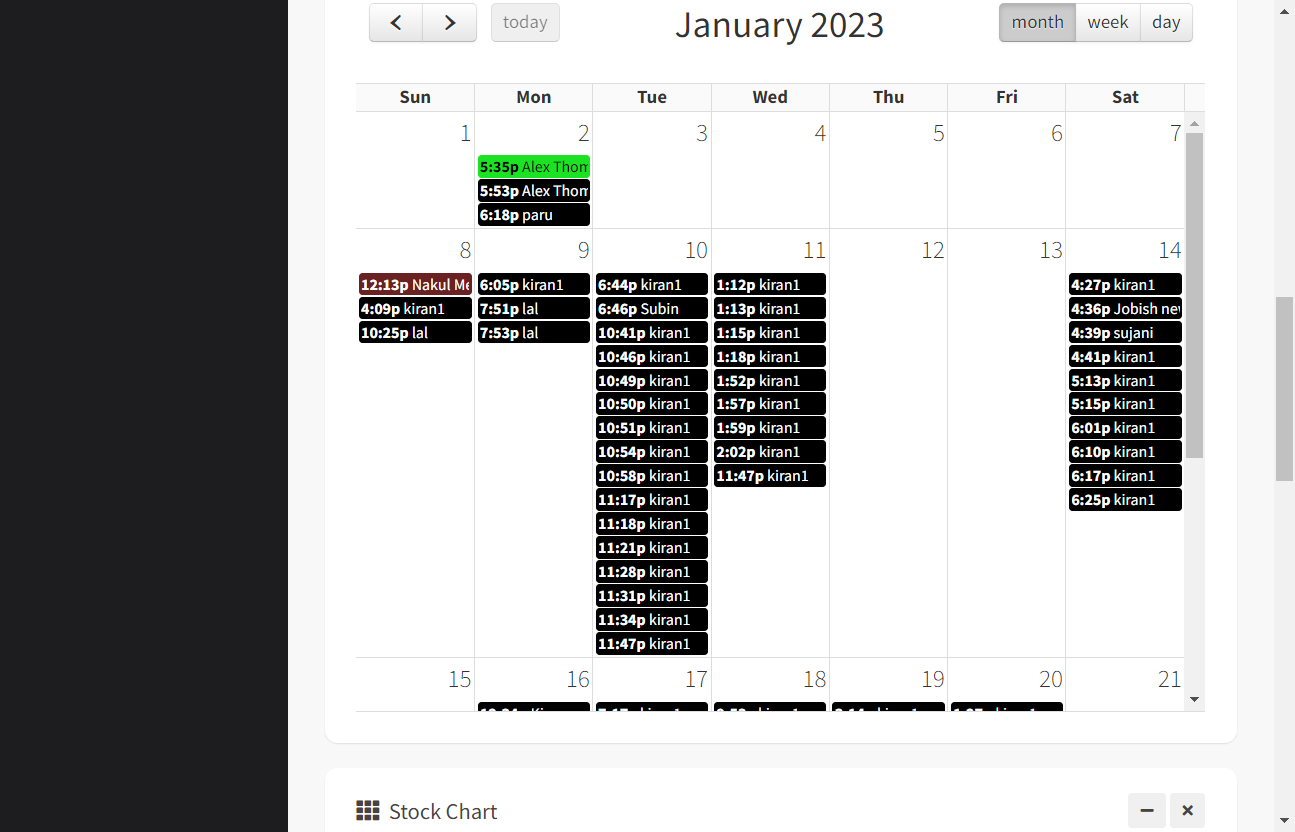 today January 2023 month week day
Sun Mon Tue Wed Thu Fri Sat
1 2 3 4 5 6 7
5:35p Alex Thom
5:53p Alex Thom
6:18p paru
8 9 10 11 12 13 14
12:13p Nakul Me 6:05p kiran1 6:44p kiran1 1:12p kiran1 4:27p kiran1
4:09p kiran1 7:51p lal 6:46p Subin 1:13p kiran1 4:36p Jobish new
10:25p lal 7:53p lal 10:41p kiran1 1:15p kiran1 4:39p sujani
10:46p kiran1 1:18p kiran1 4:41p kiran1
10:49p kiran1 1:52p kiran1 5:13p kiran1
10:50p kiran1 1:57p kiran1 5:15p kiran1
10:51p kiran1 1:59p kiran1 6:01p kiran1
10:54p kiran1 2:02p kiran1 6:10p kiran1
10:58p kiran1 11:47p kiran1 6:17p kiran1
11:17p kiran1 6:25p kiran1
11:18p kiran1
11:21p kiran1
11:28p kiran1
11:31p kiran1
11:34p kiran1
11:47p kiran1
15 16 17 18 19 20 21
Stock Chart